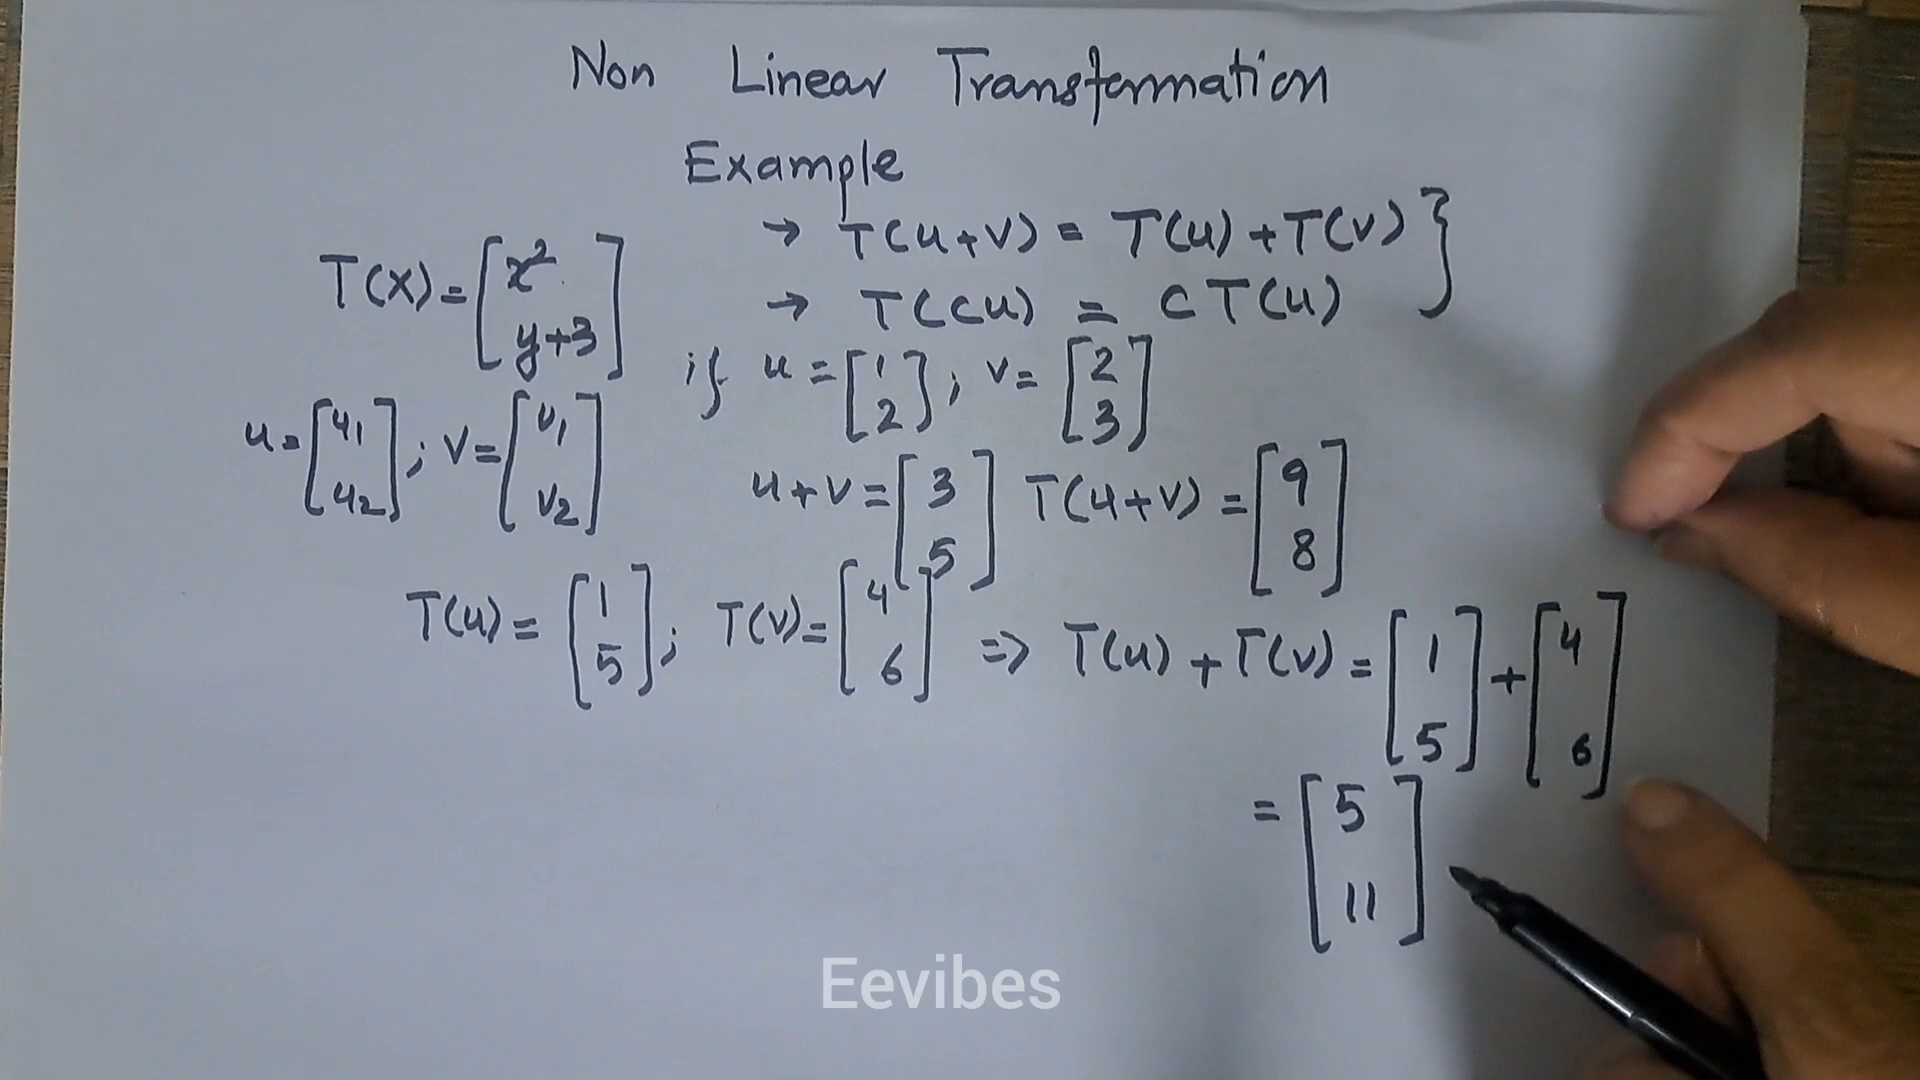 Non Linear Transformation
Example
→ T(u+v) = T(u)+T(v) }
T(x) = [x² y+3]
→ T(cu) = cT(u)
if u = [1 2]; v = [2 3]
u = [u1 u2]; v = [v1 v2]
u+v = [3 5] T(u+v) = [9 8]
T(u) = [1 5]; T(v) = [4 6] => T(u)+T(v) = [1 5] + [4 6]
= [5 11]
Eevibes